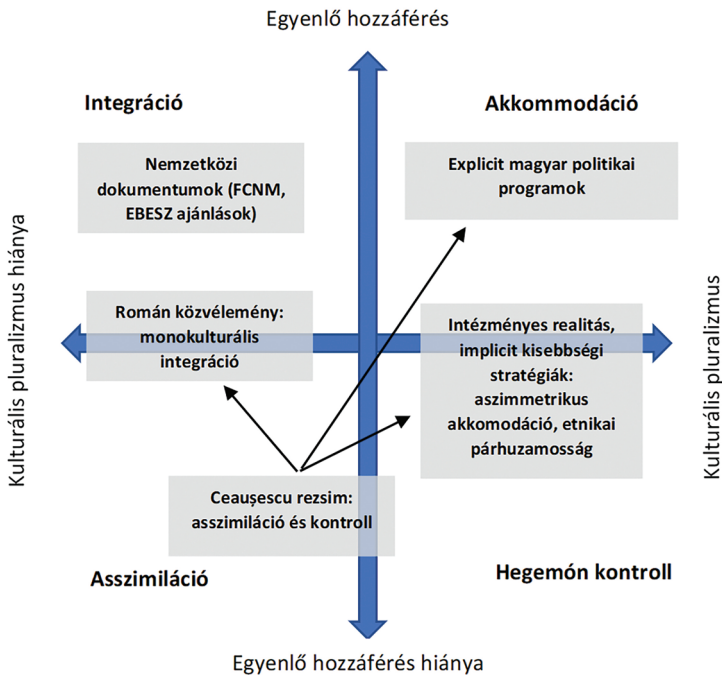 Egyenlő hozzáférés
Integráció
Akkommodáció
Nemzetközi
dokumentumok (FCNM,
EBESZ ajánlások)
Explicit magyar politikai
programok
Kulturális pluralizmus hiánya
Kulturális pluralizmus
Román közvélemény:
monokulturális
integráció
Intézményes realitás,
implicit kisebbségi
stratégiák:
aszimmetrikus
akkomodáció, etnikai
párhuzamosság
Ceaușescu rezsim:
asszimiláció és kontroll
Asszimiláció
Hegemón kontroll
Egyenlő hozzáférés hiánya